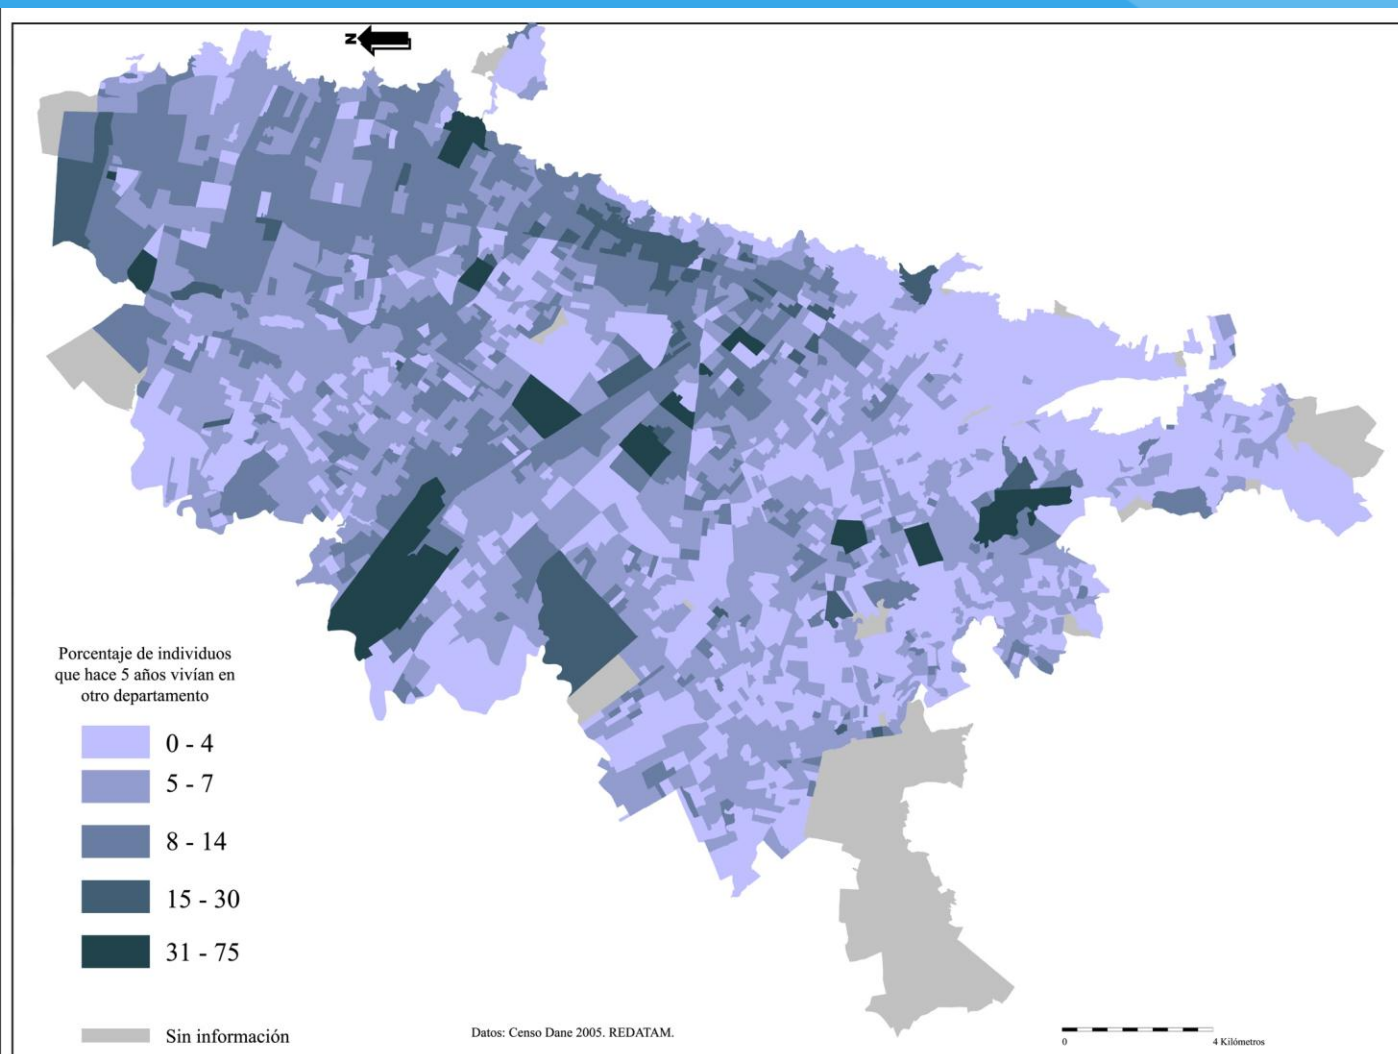 N
Porcentaje de individuos
que hace 5 años vivían en
otro departamento
0 - 4
5 - 7
8 - 14
15 - 30
31 - 75
Sin información
Datos: Censo Dane 2005. REDATAM.
0 4 Kilómetros